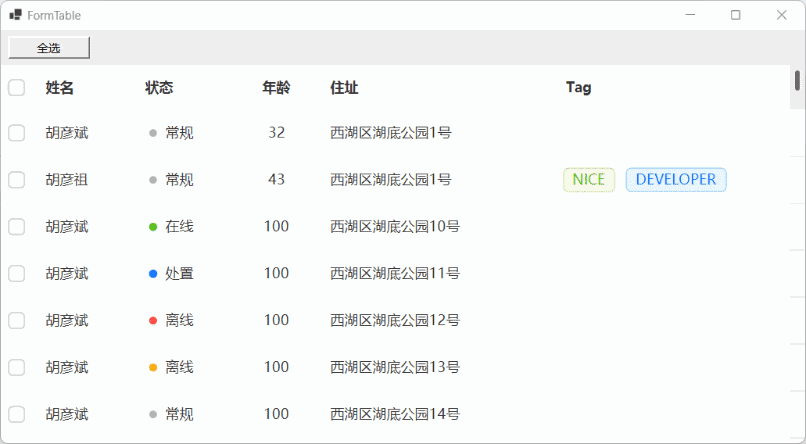 FormTable
全选
姓名 状态 年龄 住址 Tag
胡彦斌 常规 32 西湖区湖底公园1号
胡彦祖 常规 43 西湖区湖底公园1号 NICE DEVELOPER
胡彦斌 在线 100 西湖区湖底公园10号
胡彦斌 处置 100 西湖区湖底公园11号
胡彦斌 离线 100 西湖区湖底公园12号
胡彦斌 离线 100 西湖区湖底公园13号
胡彦斌 常规 100 西湖区湖底公园14号